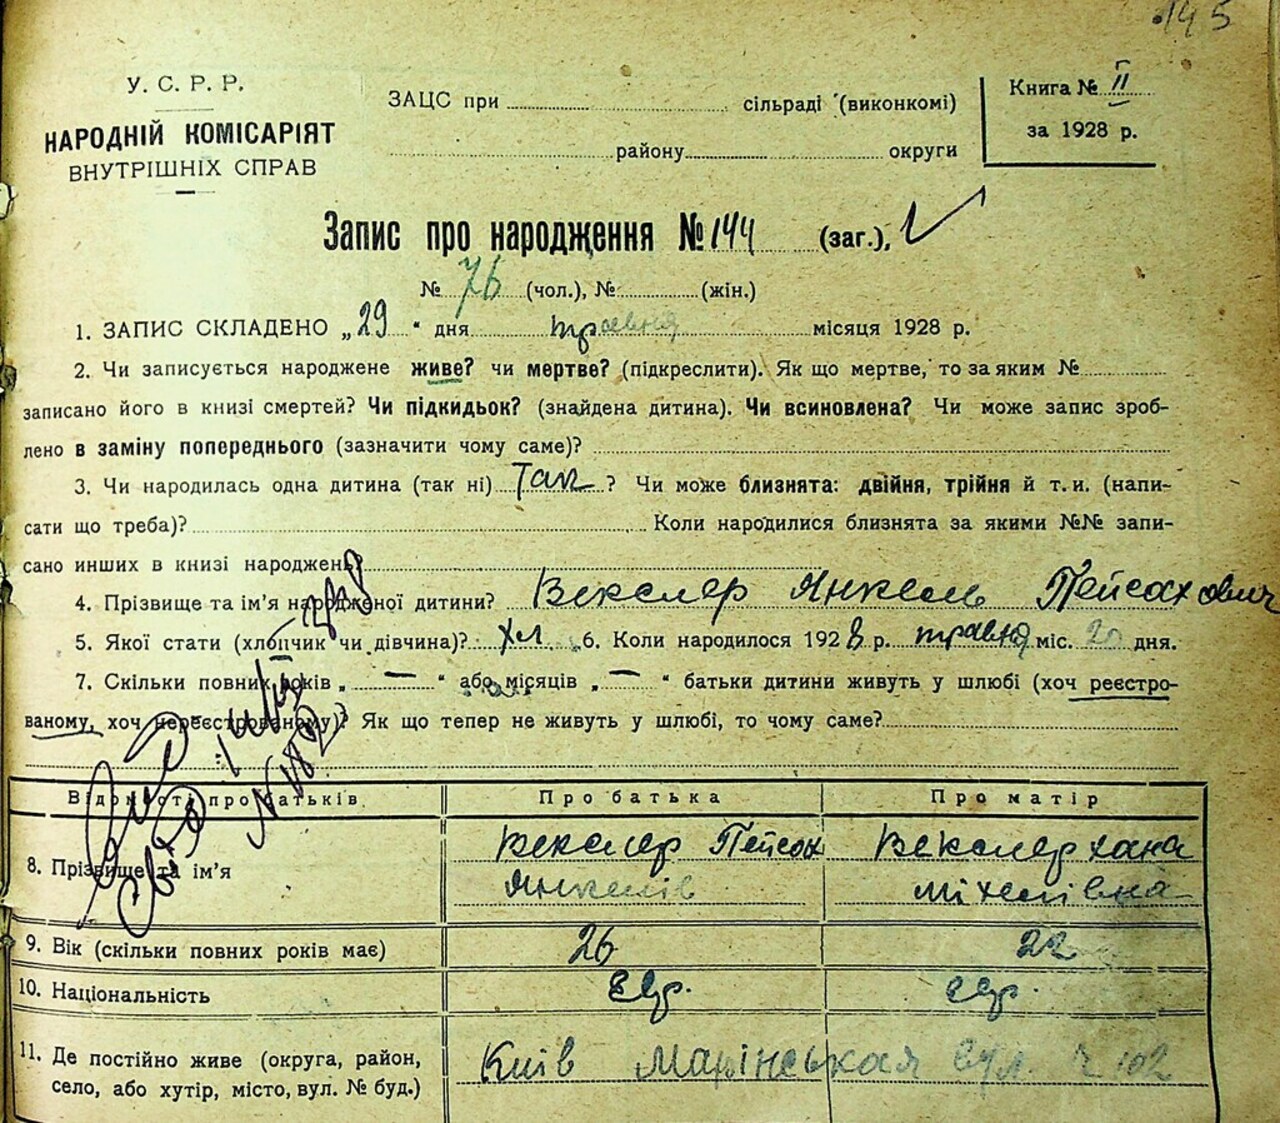 145
У. С. Р. Р.
НАРОДНІЙ КОМІСАРІЯТ
ВНУТРІШНІХ СПРАВ
ЗАЦС при сільраді (виконкомі)
району округи
Книга № II
за 1928 р.
Запис про народження № 144 (заг.),
№ 76 (чол.), № (жін.)
1. ЗАПИС СКЛАДЕНО „29“ дня травня місяця 1928 р.
2. Чи записується народжене живе? чи мертве? (підкреслити). Як що мертве, то за яким №
записано його в книзі смертей? Чи підкидьок? (знайдена дитина). Чи всиновлена? Чи може запис зроб-
лено в заміну попереднього (зазначити чому саме)?
3. Чи народилась одна дитина (так ні) Так? Чи може близнята: двійня, трійня й т. и. (напи-
сати що треба)? Коли народилися близнята за якими №№ запи-
сано инших в книзі народжень?
4. Прізвище та ім'я народженої дитини? Векслер Янкель Пейсахович
5. Якої стати (хлопчик чи дівчина)? хл. 6. Коли народилося 1928 р. травня міс. 20 дня.
7. Скільки повних років „ — “ або місяців „ — “ батьки дитини живуть у шлюбі (хоч реєстро-
ваному, хоч нереєстрованому)? Як що тепер не живуть у шлюбі, то чому саме?
Відомості про батьків Про батька Про матір
8. Прізвище та ім'я Векслер Пейсах Векслер Хана
Янкелів Міхелівна
9. Вік (скільки повних років має) 26 22
10. Національність євр. євр.
11. Де постійно живе (округа, район,
село, або хутір, місто, вул. № буд.) Київ вул. 102